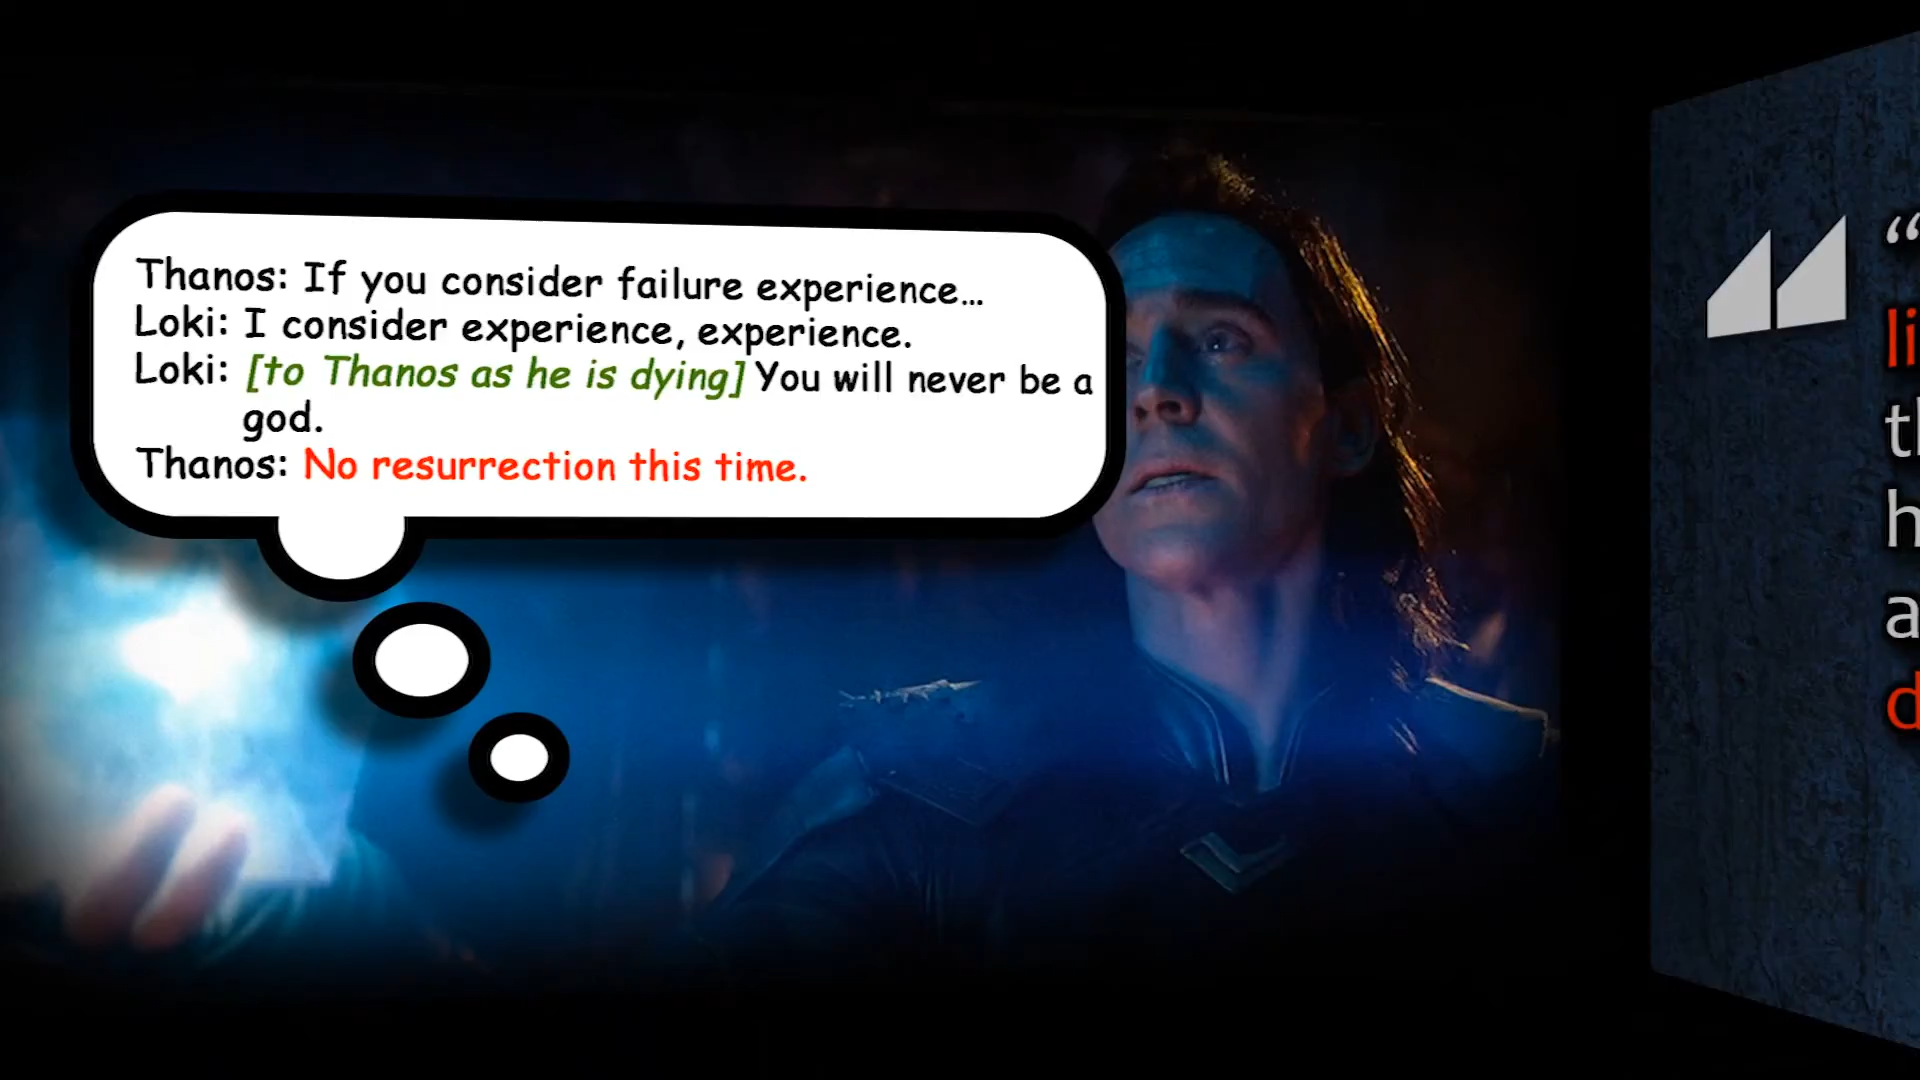 Thanos: If you consider failure experience...
Loki: I consider experience, experience.
Loki: [to Thanos as he is dying] You will never be a
god.
Thanos: No resurrection this time.